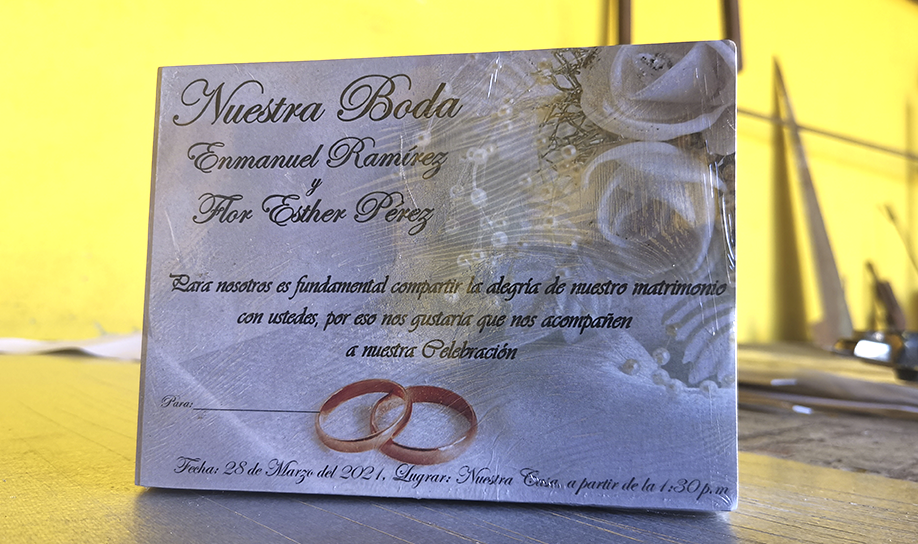 Nuestra Boda
Enmanuel Ramírez
y
Flor Esther Pérez
Para nosotros es fundamental compartir la alegría de nuestro matrimonio
con ustedes, por eso nos gustaria que nos acompañen
a nuestra Celebración
Para:
Fecha: 28 de Marzo del 2021, Lugrar: Nuestra Casa, a partir de la 1:30 p.m